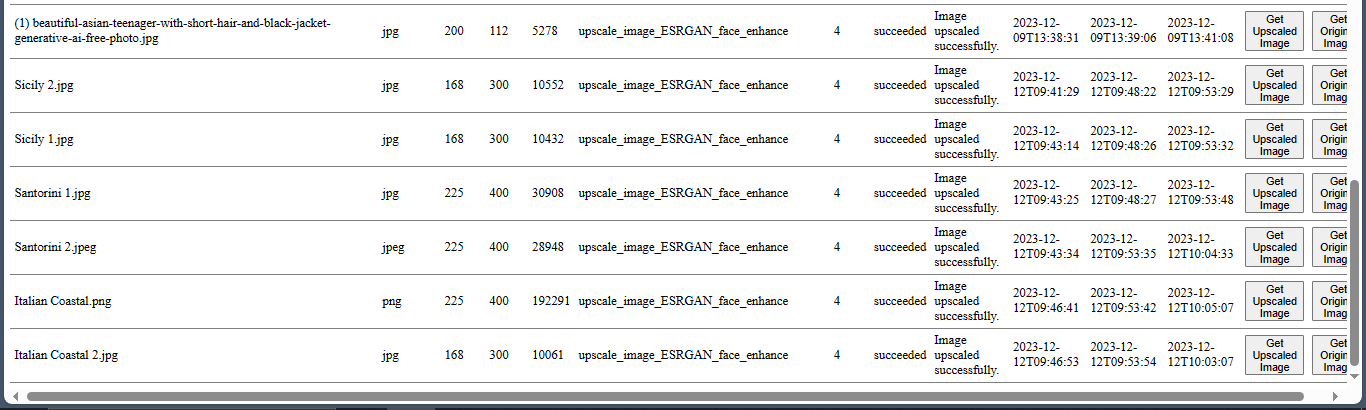 (1) beautiful-asian-teenager-with-short-hair-and-black-jacket-generative-ai-free-photo.jpg jpg 200 112 5278 upscale_image_ESRGAN_face_enhance 4 succeeded Image upscaled successfully. 2023-12-09T13:38:31 2023-12-09T13:39:06 2023-12-09T13:41:08 Get Upscaled Image Get Origin Imag
Sicily 2.jpg jpg 168 300 10552 upscale_image_ESRGAN_face_enhance 4 succeeded Image upscaled successfully. 2023-12-12T09:41:29 2023-12-12T09:48:22 2023-12-12T09:53:29 Get Upscaled Image Get Origin Imag
Sicily 1.jpg jpg 168 300 10432 upscale_image_ESRGAN_face_enhance 4 succeeded Image upscaled successfully. 2023-12-12T09:43:14 2023-12-12T09:48:26 2023-12-12T09:53:32 Get Upscaled Image Get Origin Imag
Santorini 1.jpg jpg 225 400 30908 upscale_image_ESRGAN_face_enhance 4 succeeded Image upscaled successfully. 2023-12-12T09:43:25 2023-12-12T09:48:27 2023-12-12T09:53:48 Get Upscaled Image Get Origin Imag
Santorini 2.jpeg jpeg 225 400 28948 upscale_image_ESRGAN_face_enhance 4 succeeded Image upscaled successfully. 2023-12-12T09:43:34 2023-12-12T09:53:35 2023-12-12T10:04:33 Get Upscaled Image Get Origin Imag
Italian Coastal.png png 225 400 192291 upscale_image_ESRGAN_face_enhance 4 succeeded Image upscaled successfully. 2023-12-12T09:46:41 2023-12-12T09:53:42 2023-12-12T10:05:07 Get Upscaled Image Get Origin Imag
Italian Coastal 2.jpg jpg 168 300 10061 upscale_image_ESRGAN_face_enhance 4 succeeded Image upscaled successfully. 2023-12-12T09:46:53 2023-12-12T09:53:54 2023-12-12T10:03:07 Get Upscaled Image Get Origin Imag